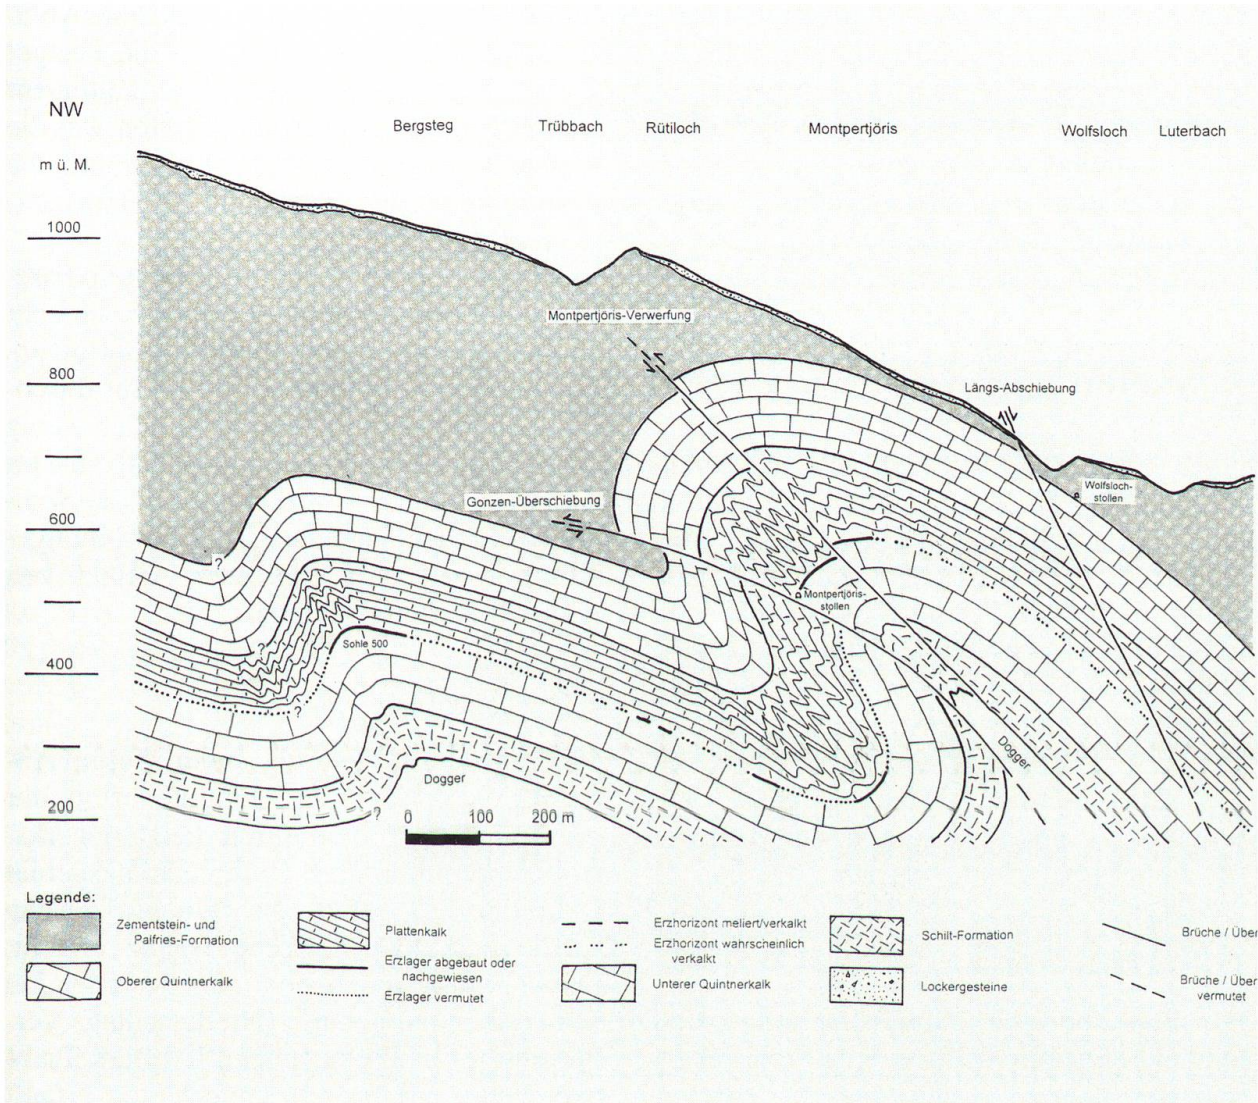 NW
Bergsteg
Trübbach
Rütiloch
Montpertjöris
Wolfsloch
Luterbach
m ü. M.
1000
800
600
400
200
Montpertjöris-Verwerfung
Längs-Abschiebung
Gonzen-Überschiebung
Wolfsloch-
stollen
?
Montpertjöris-
stollen
?
Sohle 500
?
?
Dogger
Dogger
?
0 100 200 m
Legende:
Zementstein- und
Palfries-Formation
Oberer Quintnerkalk
Plattenkalk
Erzlager abgebaut oder
nachgewiesen
Erzlager vermutet
Erzhorizont meliert/verkalkt
Erzhorizont wahrscheinlich
verkalkt
Unterer Quintnerkalk
Schilt-Formation
Lockergesteine
Brüche / Über
Brüche / Über
vermutet